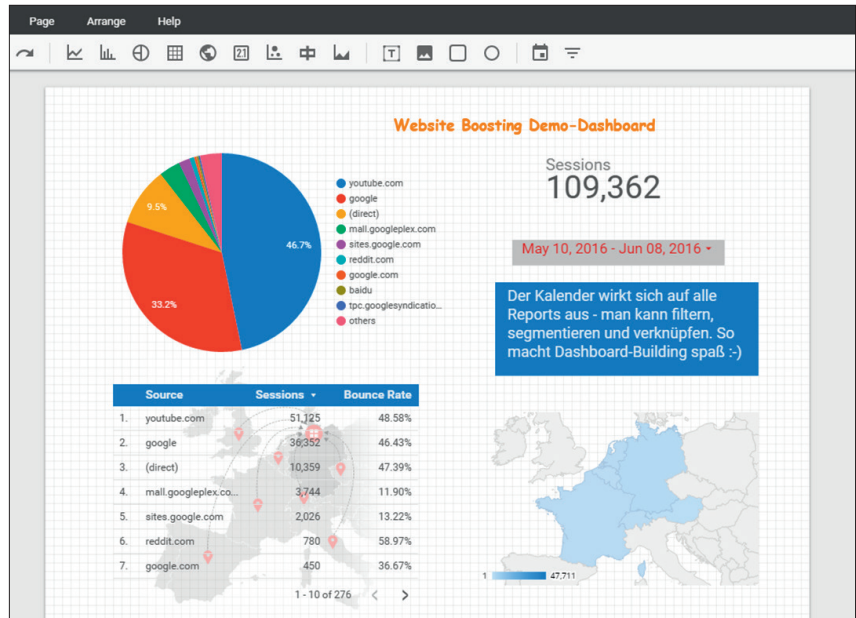 Page Arrange Help
2.1
T
Website Boosting Demo-Dashboard
Sessions
109,362
May 10, 2016 - Jun 08, 2016
Der Kalender wirkt sich auf alle
Reports aus - man kann filtern,
segmentieren und verknüpfen. So
macht Dashboard-Building spaß :-)
9.5%
46.7%
33.2%
youtube.com
google
(direct)
mall.googleplex.com
sites.google.com
reddit.com
google.com
baidu
tpc.googlesyndicatio...
others
Source Sessions Bounce Rate
1. youtube.com 51,125 48.58%
2. google 36,352 46.43%
3. (direct) 10,359 47.39%
4. mall.googleplex.co... 3,744 11.90%
5. sites.google.com 2,026 13.22%
6. reddit.com 780 58.97%
7. google.com 450 36.67%
1 - 10 of 276 < >
1 47,711